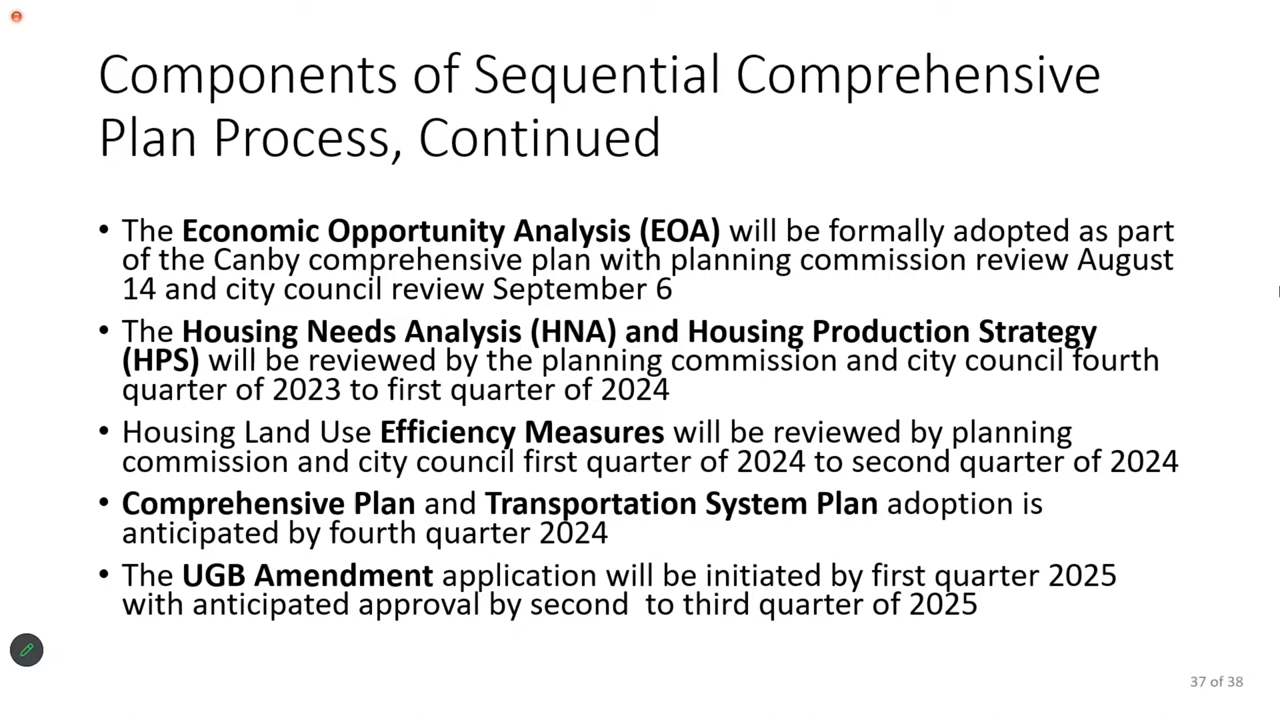 Components of Sequential Comprehensive
Plan Process, Continued
• The Economic Opportunity Analysis (EOA) will be formally adopted as part
of the Canby comprehensive plan with planning commission review August
14 and city council review September 6
• The Housing Needs Analysis (HNA) and Housing Production Strategy
(HPS) will be reviewed by the planning commission and city council fourth
quarter of 2023 to first quarter of 2024
• Housing Land Use Efficiency Measures will be reviewed by planning
commission and city council first quarter of 2024 to second quarter of 2024
• Comprehensive Plan and Transportation System Plan adoption is
anticipated by fourth quarter 2024
• The UGB Amendment application will be initiated by first quarter 2025
with anticipated approval by second  to third quarter of 2025
37 of 38